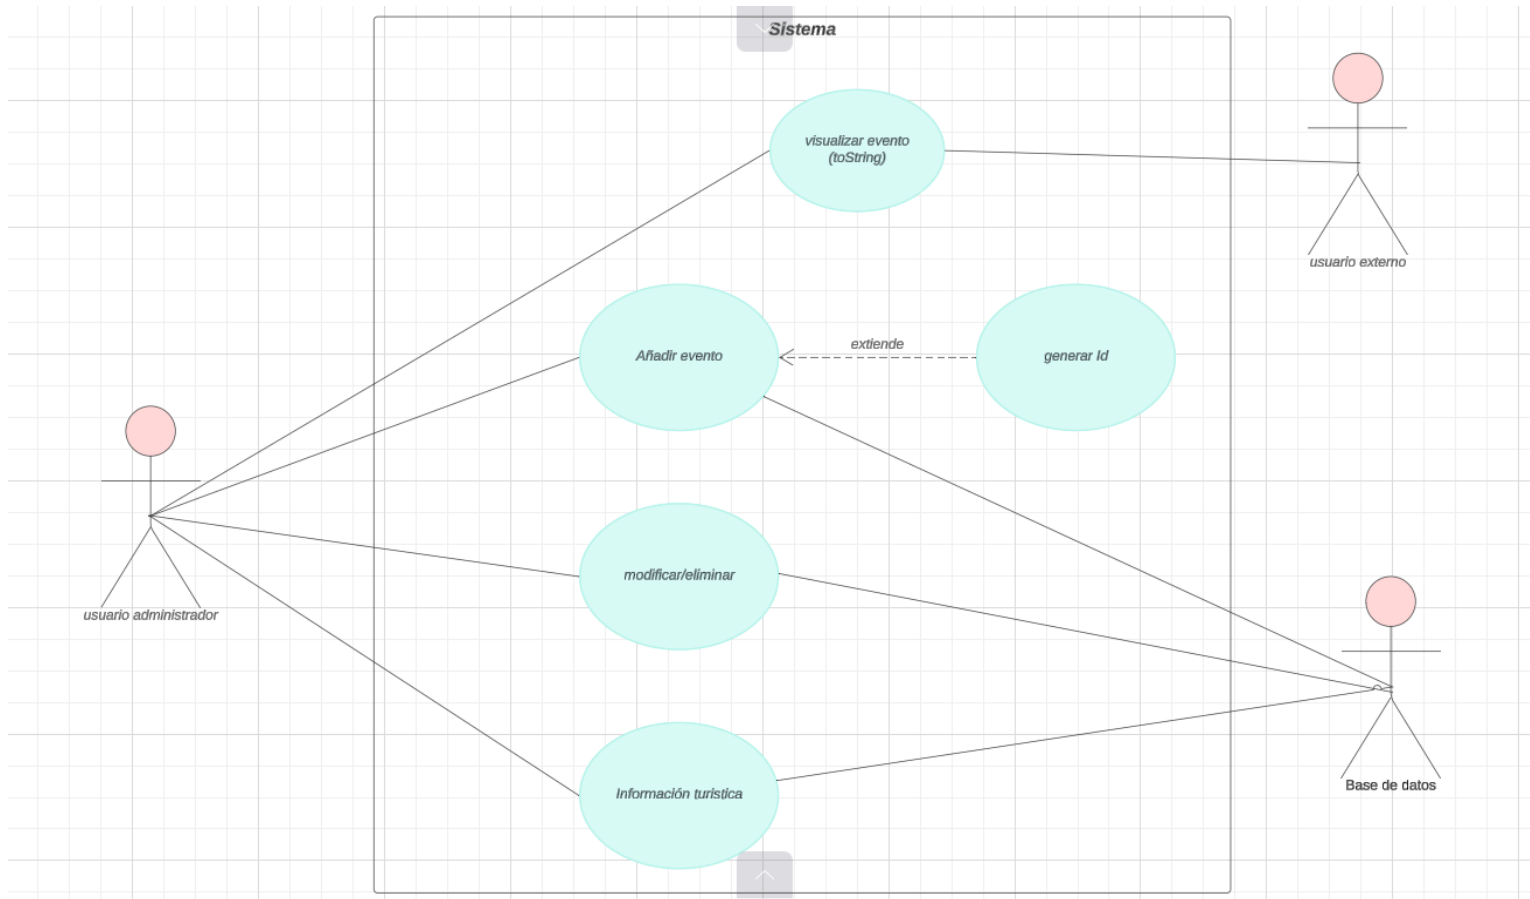 Sistema
visualizar evento
(toString)
usuario externo
Añadir evento
extiende
generar Id
usuario administrador
modificar/eliminar
Base de datos
Información turística